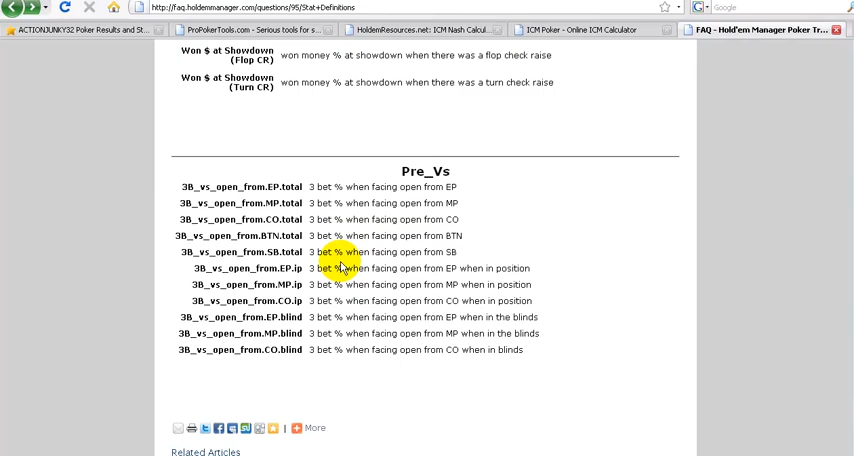 http://faq.holdemmanager.com/questions/95/Stat+Definitions
Google
ACTIONJUNKY32 Poker Results and St...
ProPokerTools.com - Serious tools for s...
HoldemResources.net: ICM Nash Calcul...
ICM Poker - Online ICM Calculator
FAQ - Hold'em Manager Poker Tr...
Won $ at Showdown (Flop CR) won money % at showdown when there was a flop check raise
Won $ at Showdown (Turn CR) won money % at showdown when there was a turn check raise
Pre_Vs
3B_vs_open_from.EP.total 3 bet % when facing open from EP
3B_vs_open_from.MP.total 3 bet % when facing open from MP
3B_vs_open_from.CO.total 3 bet % when facing open from CO
3B_vs_open_from.BTN.total 3 bet % when facing open from BTN
3B_vs_open_from.SB.total 3 bet % when facing open from SB
3B_vs_open_from.EP.ip 3 bet % when facing open from EP when in position
3B_vs_open_from.MP.ip 3 bet % when facing open from MP when in position
3B_vs_open_from.CO.ip 3 bet % when facing open from CO when in position
3B_vs_open_from.EP.blind 3 bet % when facing open from EP when in the blinds
3B_vs_open_from.MP.blind 3 bet % when facing open from MP when in the blinds
3B_vs_open_from.CO.blind 3 bet % when facing open from CO when in blinds
| More
Related Articles